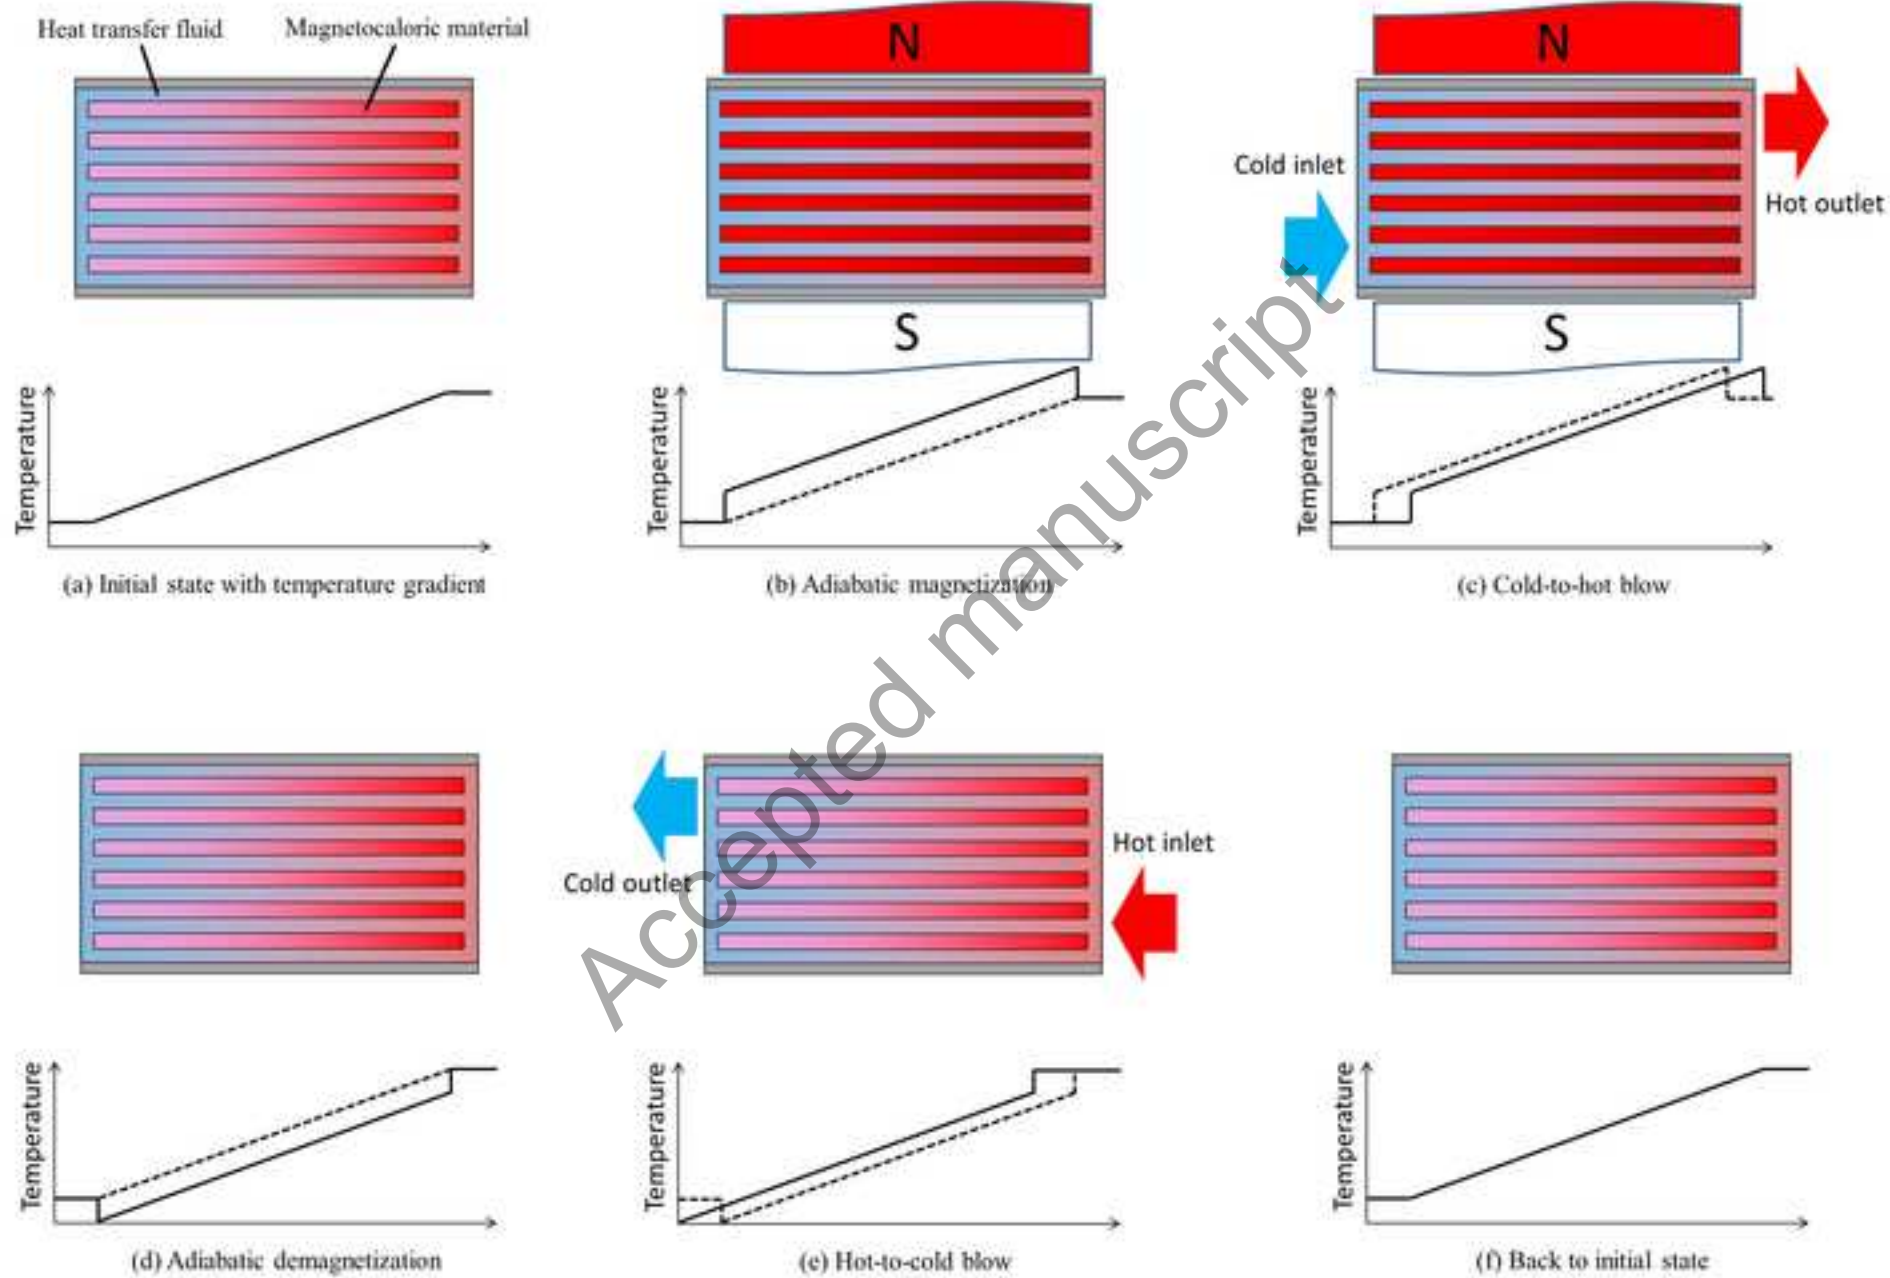 Heat transfer fluid
Magnetocaloric material
N
S
Temperature
(a) Initial state with temperature gradient
N
S
Temperature
(b) Adiabatic magnetization
Cold inlet
Hot outlet
Temperature
(c) Cold-to-hot blow
Temperature
(d) Adiabatic demagnetization
Cold outlet
Hot inlet
Temperature
(e) Hot-to-cold blow
Temperature
(f) Back to initial state
Accepted manuscript